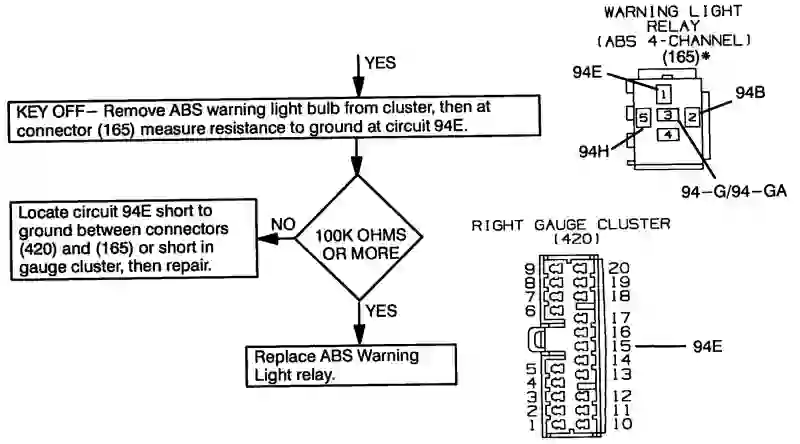 YES
KEY OFF– Remove ABS warning light bulb from cluster, then at
connector (165) measure resistance to ground at circuit 94E.
Locate circuit 94E short to
ground between connectors
(420) and (165) or short in
gauge cluster, then repair.
NO
100K OHMS
OR MORE
YES
Replace ABS Warning
Light relay.
WARNING LIGHT
RELAY
(ABS 4-CHANNEL)
(165)*
94E
1
94B
5
3
2
4
94H
94-G/94-GA
RIGHT GAUGE CLUSTER
(420)
9
20
8
19
7
18
6
17
16
15
94E
14
5
13
4
3
12
2
11
1
10